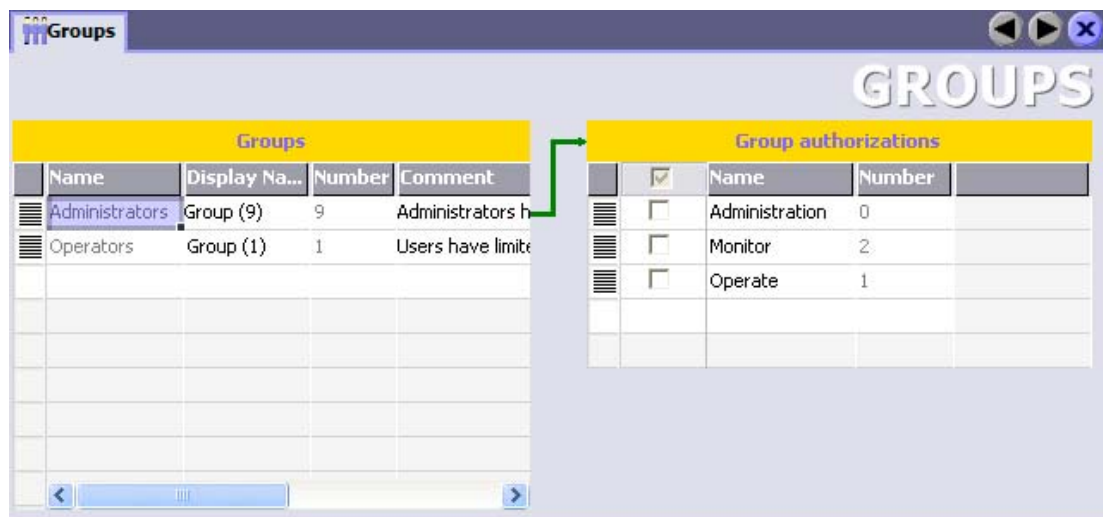 Groups
GROUPS
Groups
Name Display Na... Number Comment
Administrators Group (9) 9 Administrators h
Operators Group (1) 1 Users have limite
Group authorizations
Name Number
Administration 0
Monitor 2
Operate 1